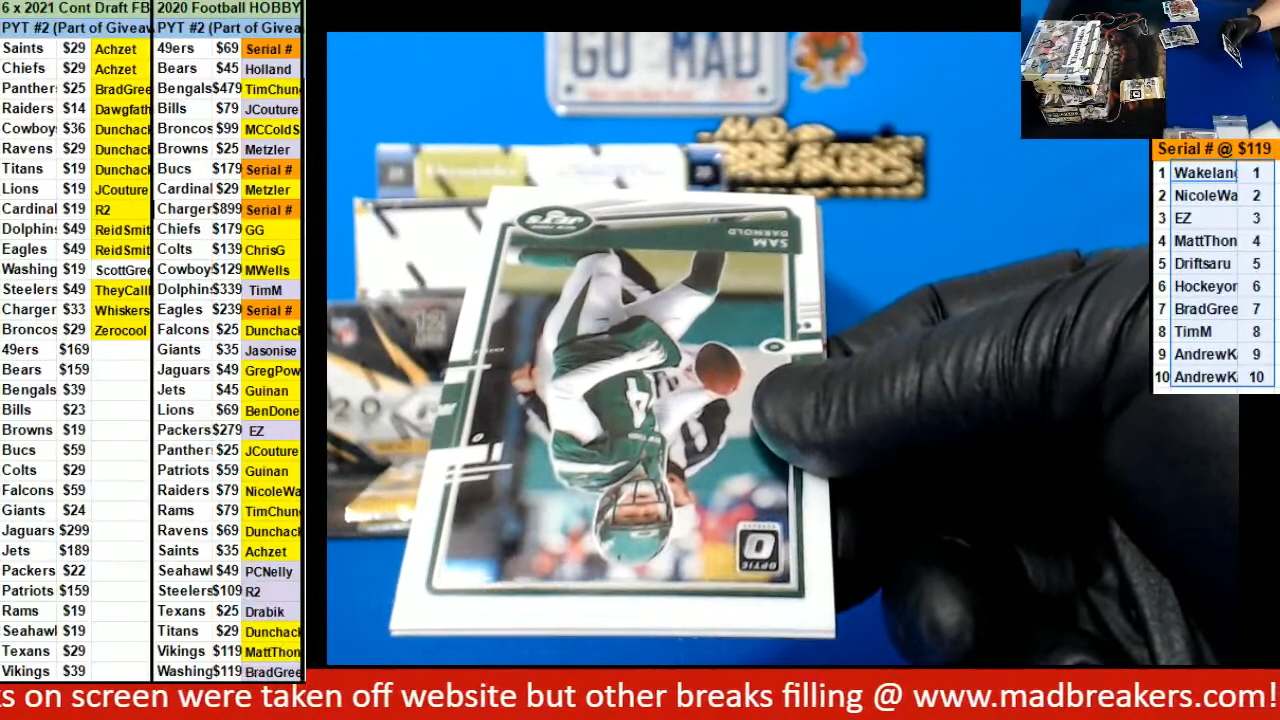 6 x 2021 Cont Draft FB
PYT #2 (Part of Giveaw
Saints $29 Achzet
Chiefs $29 Achzet
Panther $25 BradGree
Raiders $14 Dawgfath
Cowboy $36 Dunchack
Ravens $29 Dunchack
Titans $19 Dunchack
Lions $19 JCouture
Cardinal $19 R2
Dolphins $49 ReidSmit
Eagles $49 ReidSmit
Washing $19 ScottGree
Steelers $49 TheyCallI
Charger $33 Whiskers
Broncos $29 Zerocool
49ers $169
Bears $159
Bengals $39
Bills $23
Browns $19
Bucs $59
Colts $29
Falcons $59
Giants $24
Jaguars $299
Jets $189
Packers $22
Patriots $159
Rams $19
Seahawl $19
Texans $29
Vikings $39
2020 Football HOBBY
PYT #2 (Part of Givea
49ers $69 Serial #
Bears $45 Holland
Bengals $479 TimChun
Bills $79 JCouture
Broncos $99 MCColdS
Browns $25 Metzler
Bucs $179 Serial #
Cardinal $29 Metzler
Charger $899 Serial #
Chiefs $179 GG
Colts $139 ChrisG
Cowboy $129 MWells
Dolphin $339 TimM
Eagles $239 Serial #
Falcons $25 Dunchack
Giants $35 Jasonise
Jaguars $49 GregPow
Jets $45 Guinan
Lions $69 BenDone
Packers $279 EZ
Panther $25 JCouture
Patriots $59 Guinan
Raiders $79 NicoleWa
Rams $79 TimChun
Ravens $69 Dunchack
Saints $35 Achzet
Seahawl $49 PCNelly
Steelers $109 R2
Texans $25 Drabik
Titans $29 Dunchack
Vikings $119 MattThon
Washing $119 BradGree
GO MAD
MAD
BREAKERS
SAM
DARNOLD
JETS
4
OPTIC
Serial # @ $119
1 Wakelan 1
2 NicoleWa 2
3 EZ 3
4 MattThon 4
5 Driftsaru 5
6 Hockeyor 6
7 BradGree 7
8 TimM 8
9 AndrewK 9
10 AndrewK 10
ks on screen were taken off website but other breaks filling @ www.madbreakers.com!